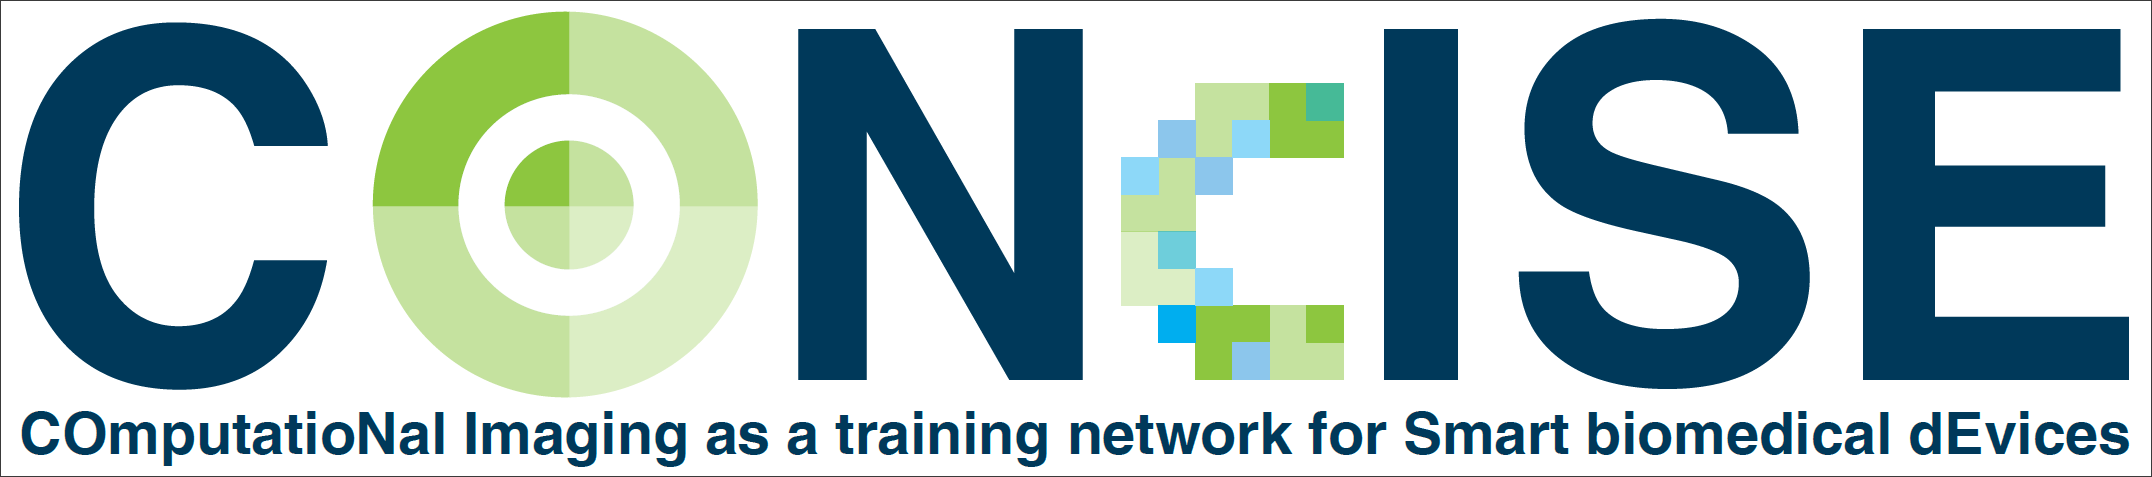 CONcISE
COmputatioNal Imaging as a training network for Smart biomedical dEvices